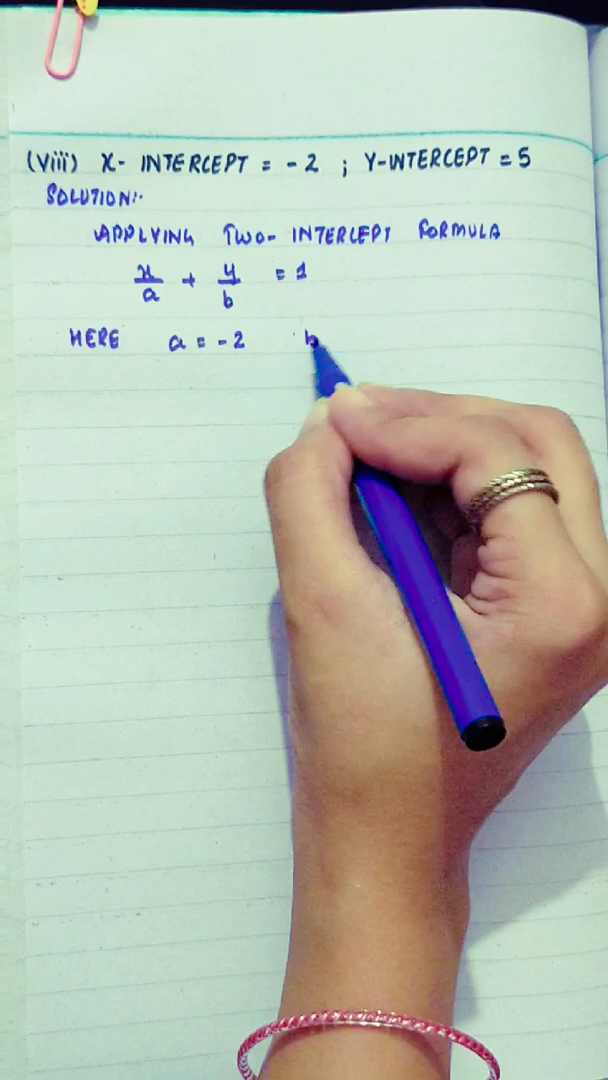 (Viii) X- INTERCEPT = -2 ; Y-INTERCEPT = 5
SOLUTION:-
APPLYING TWO- INTERCEPT FORMULA
x/a + y/b = 1
HERE a = -2 b